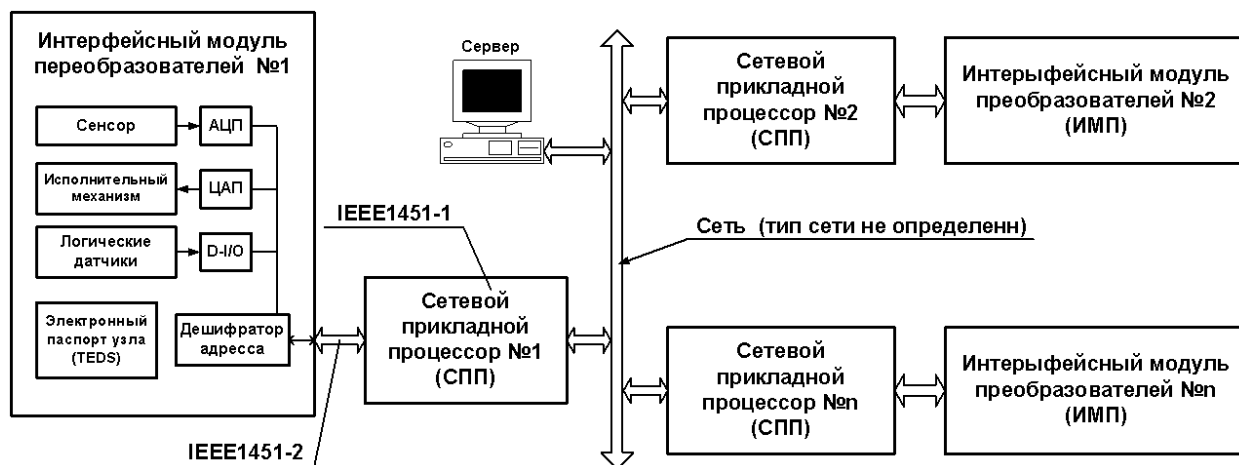 Интерфейсный модуль
переобразователей №1
Сенсор
АЦП
Исполнительный
механизм
ЦАП
Логические
датчики
D-I/O
Электронный
паспорт узла
(TEDS)
Дешифратор
адресса
IEEE1451-2
IEEE1451-1
Сетевой
прикладной
процессор №1
(СПП)
Сервер
Сеть (тип сети не определенн)
Сетевой
прикладной
процессор №2
(СПП)
Интерыфейсный модуль
преобразователей №2
(ИМП)
Сетевой
прикладной
процессор №n
(СПП)
Интерыфейсный модуль
преобразователей №n
(ИМП)